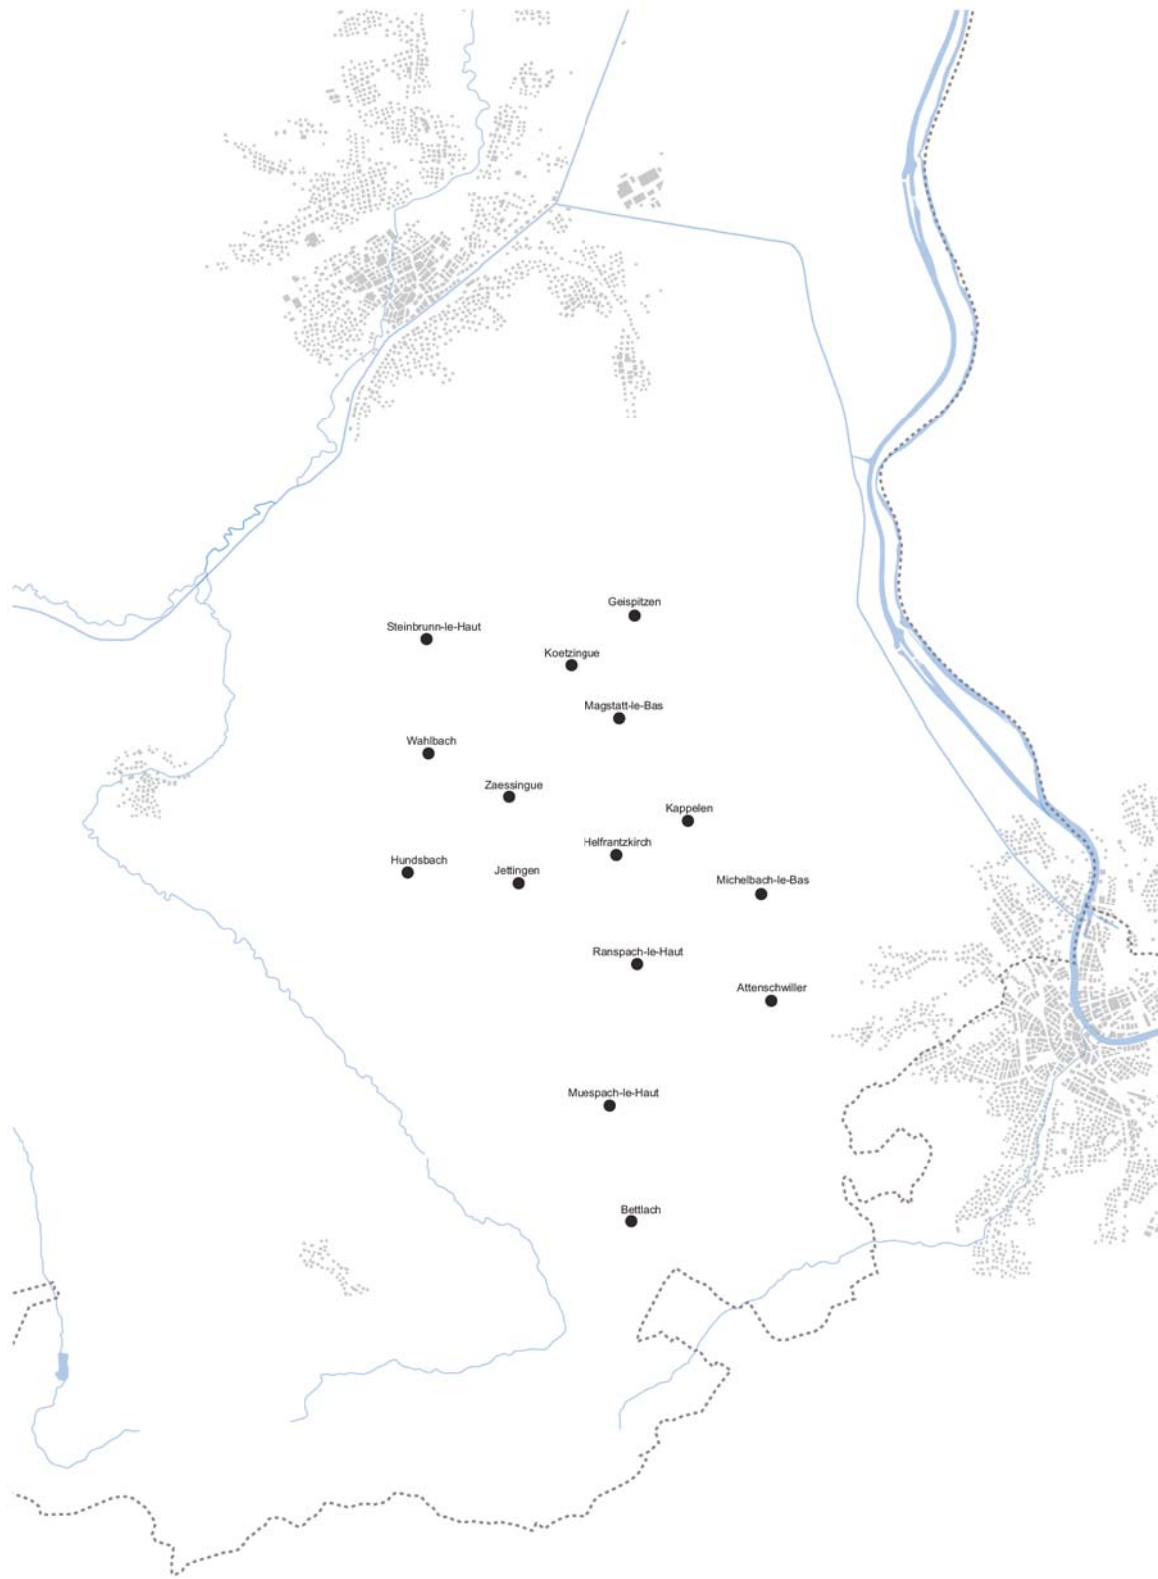 Geispitzen
Steinbrunn-le-Haut
Koetzingue
Magstatt-le-Bas
Wahlbach
Zaessingue
Kappelen
Helfrantzkirch
Hundsbach
Jettingen
Michelbach-le-Bas
Ranspach-le-Haut
Attenschwiller
Muespach-le-Haut
Bettlach